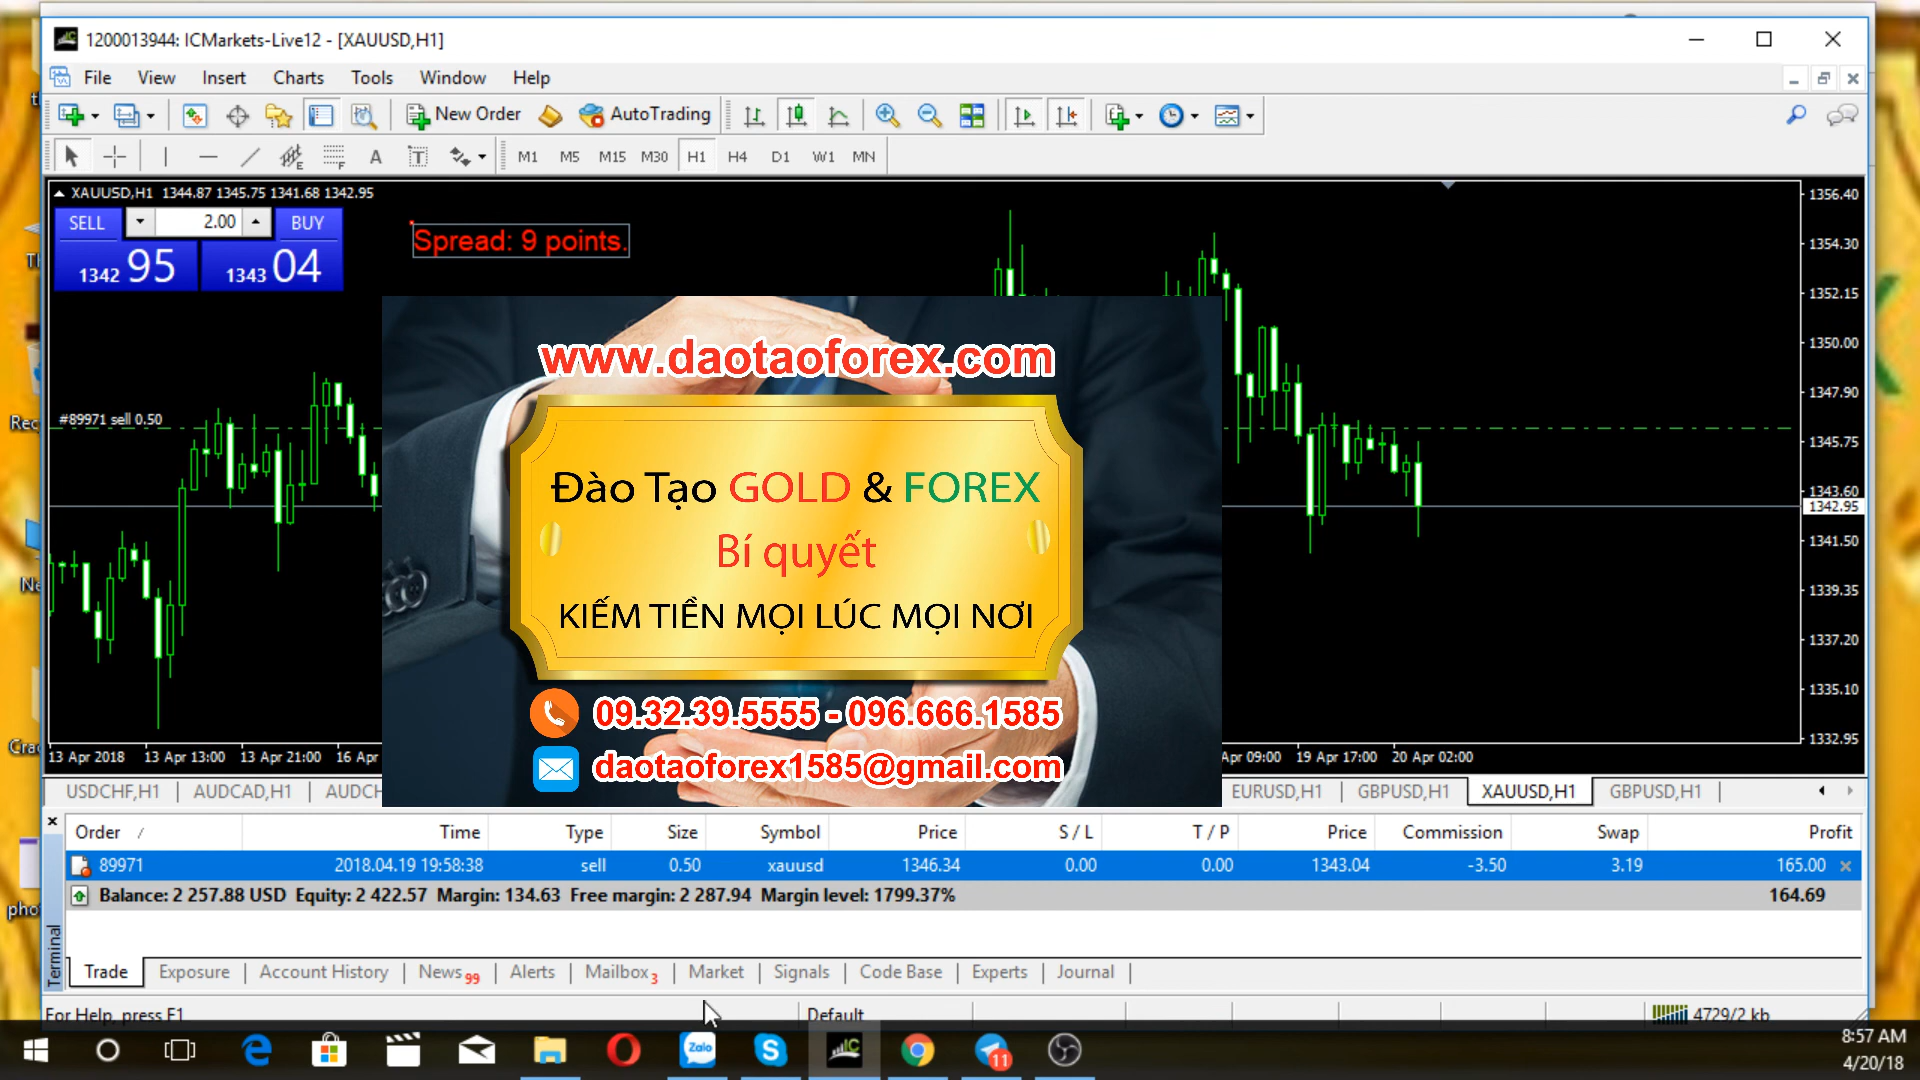 1200013944: ICMarkets-Live12 - [XAUUSD,H1]
File View Insert Charts Tools Window Help
New Order AutoTrading
A T M1 M5 M15 M30 H1 H4 D1 W1 MN
XAUUSD,H1 1344.87 1345.75 1341.68 1342.95
SELL 2.00 BUY
1342 95 1343 04
Spread: 9 points.
#89971 sell 0.50
1356.40
1354.30
1352.15
1350.00
1347.90
1345.75
1343.60
1342.95
1341.50
1339.35
1337.20
1335.10
1332.95
www.daotaoforex.com
Đào Tạo GOLD & FOREX
Bí quyết
KIẾM TIỀN MỌI LÚC MỌI NƠI
09.32.39.5555 - 096.666.1585
daotaoforex1585@gmail.com
13 Apr 2018 13 Apr 13:00 13 Apr 21:00 16 Apr Apr 09:00 19 Apr 17:00 20 Apr 02:00
USDCHF,H1 AUDCAD,H1 AUDCH EURUSD,H1 GBPUSD,H1 XAUUSD,H1 GBPUSD,H1
Order / Time Type Size Symbol Price S / L T / P Price Commission Swap Profit
89971 2018.04.19 19:58:38 sell 0.50 xauusd 1346.34 0.00 0.00 1343.04 -3.50 3.19 165.00
Balance: 2 257.88 USD Equity: 2 422.57 Margin: 134.63 Free margin: 2 287.94 Margin level: 1799.37% 164.69
Terminal
Trade Exposure Account History News 99 Alerts Mailbox 3 Market Signals Code Base Experts Journal
For Help, press F1 Default 4729/2 kb
Zalo 11
8:57 AM
4/20/18